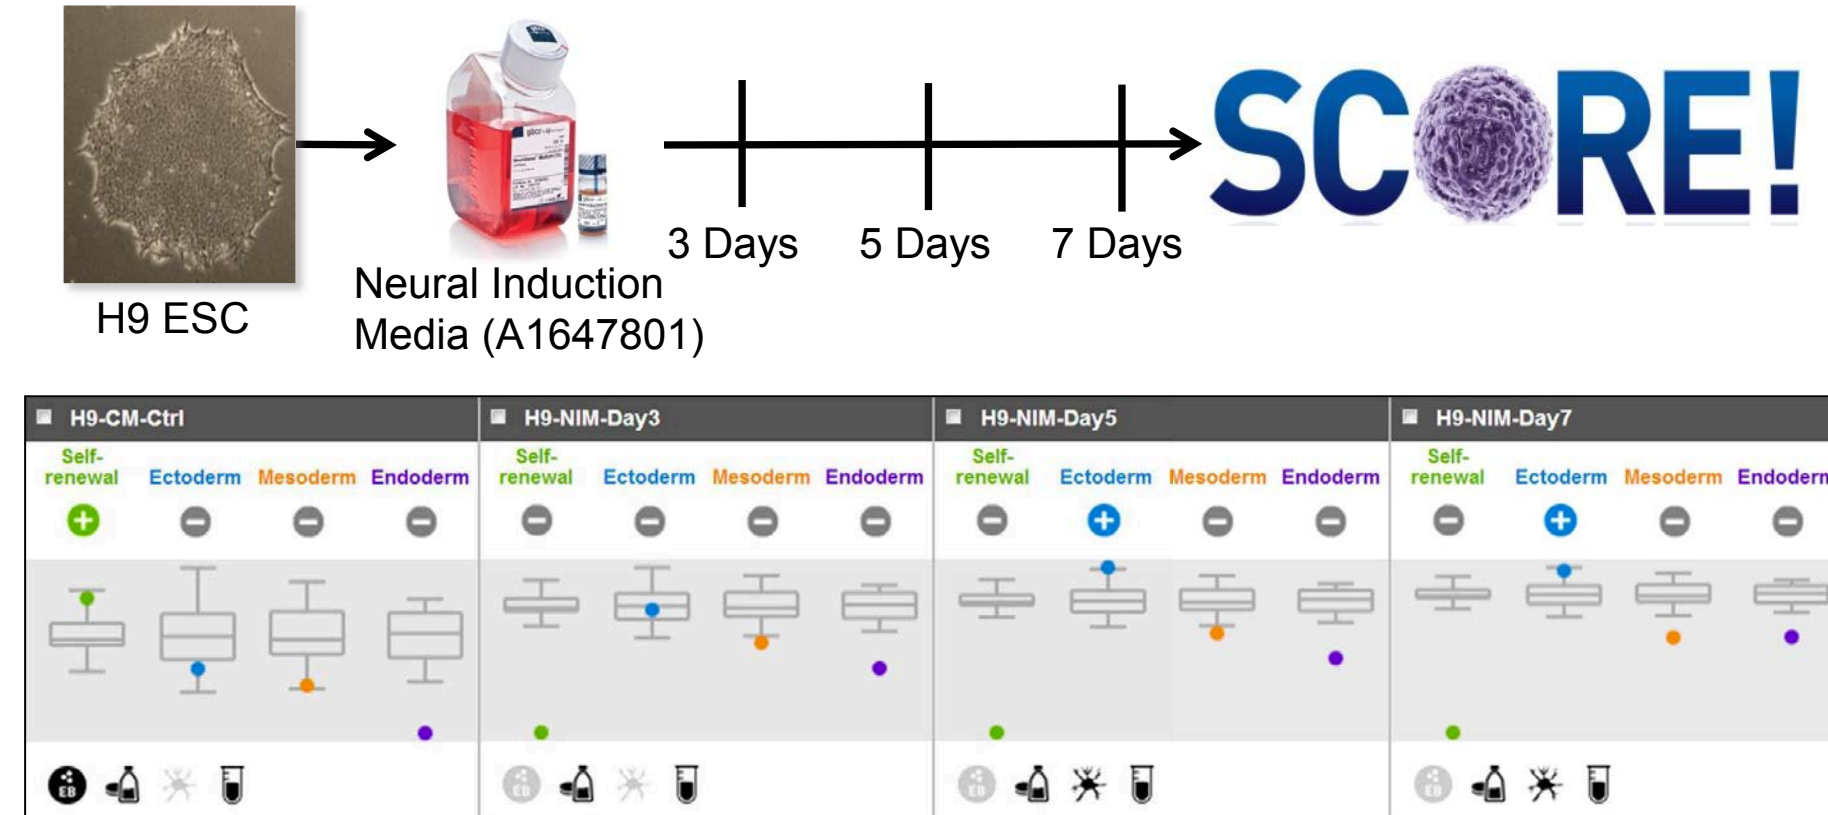 SCORE!
3 Days 5 Days 7 Days
H9 ESC
Neural Induction
Media (A1647801)
H9-CM-Ctrl
Self-
renewal Ectoderm Mesoderm Endoderm
H9-NIM-Day3
Self-
renewal Ectoderm Mesoderm Endoderm
H9-NIM-Day5
Self-
renewal Ectoderm Mesoderm Endoderm
H9-NIM-Day7
Self-
renewal Ectoderm Mesoderm Endoderm
EB
EB
EB
EB